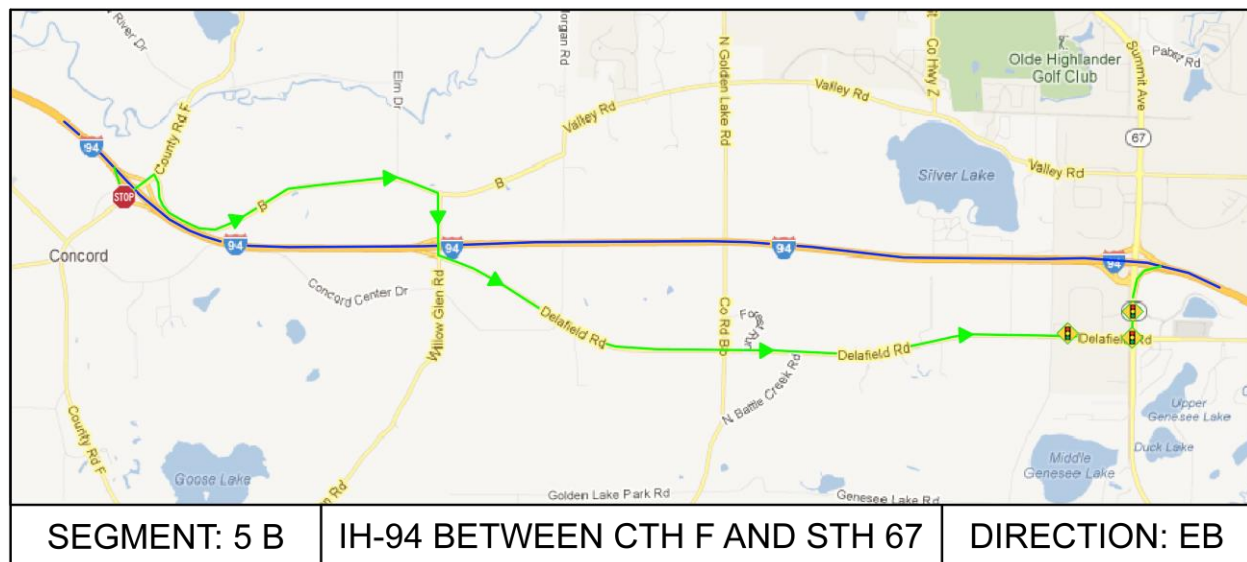 River Dr
Morgan Rd
N Golden Lake Rd
Co Hwy Z
Olde Highlander
Golf Club
Summit Ave
Pabst Rd
Elm Dr
Valley Rd
Valley Rd
County Rd F
94
67
Valley Rd
STOP
B
B
Silver Lake
Concord
94
94
94
94
Concord Center Dr
Willow Glen Rd
Delafield Rd
Co Rd Bb
Forest Run
Delafield Rd
Delafield Rd
N Battle Creek Rd
County Rd F
Upper
Genesee Lake
Duck Lake
Middle
Genesee Lake
Goose Lake
Rd
Golden Lake Park Rd
Genesee Lake Rd
SEGMENT: 5 B
IH-94 BETWEEN CTH F AND STH 67
DIRECTION: EB